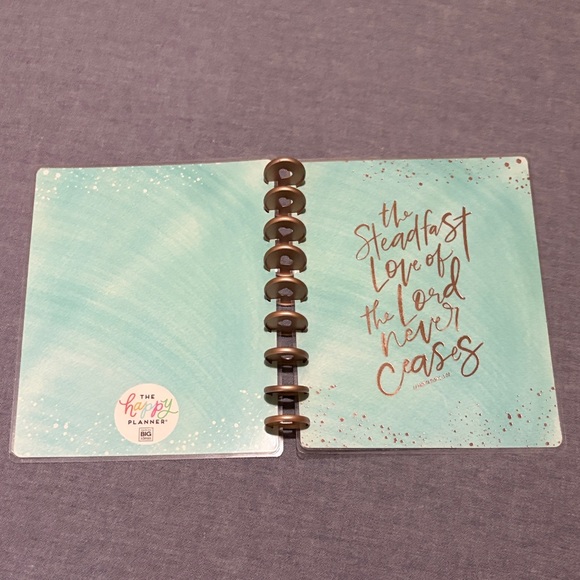 the
Steadfast
Love of
the Lord
never
Ceases
THE
happy
PLANNER
BIG